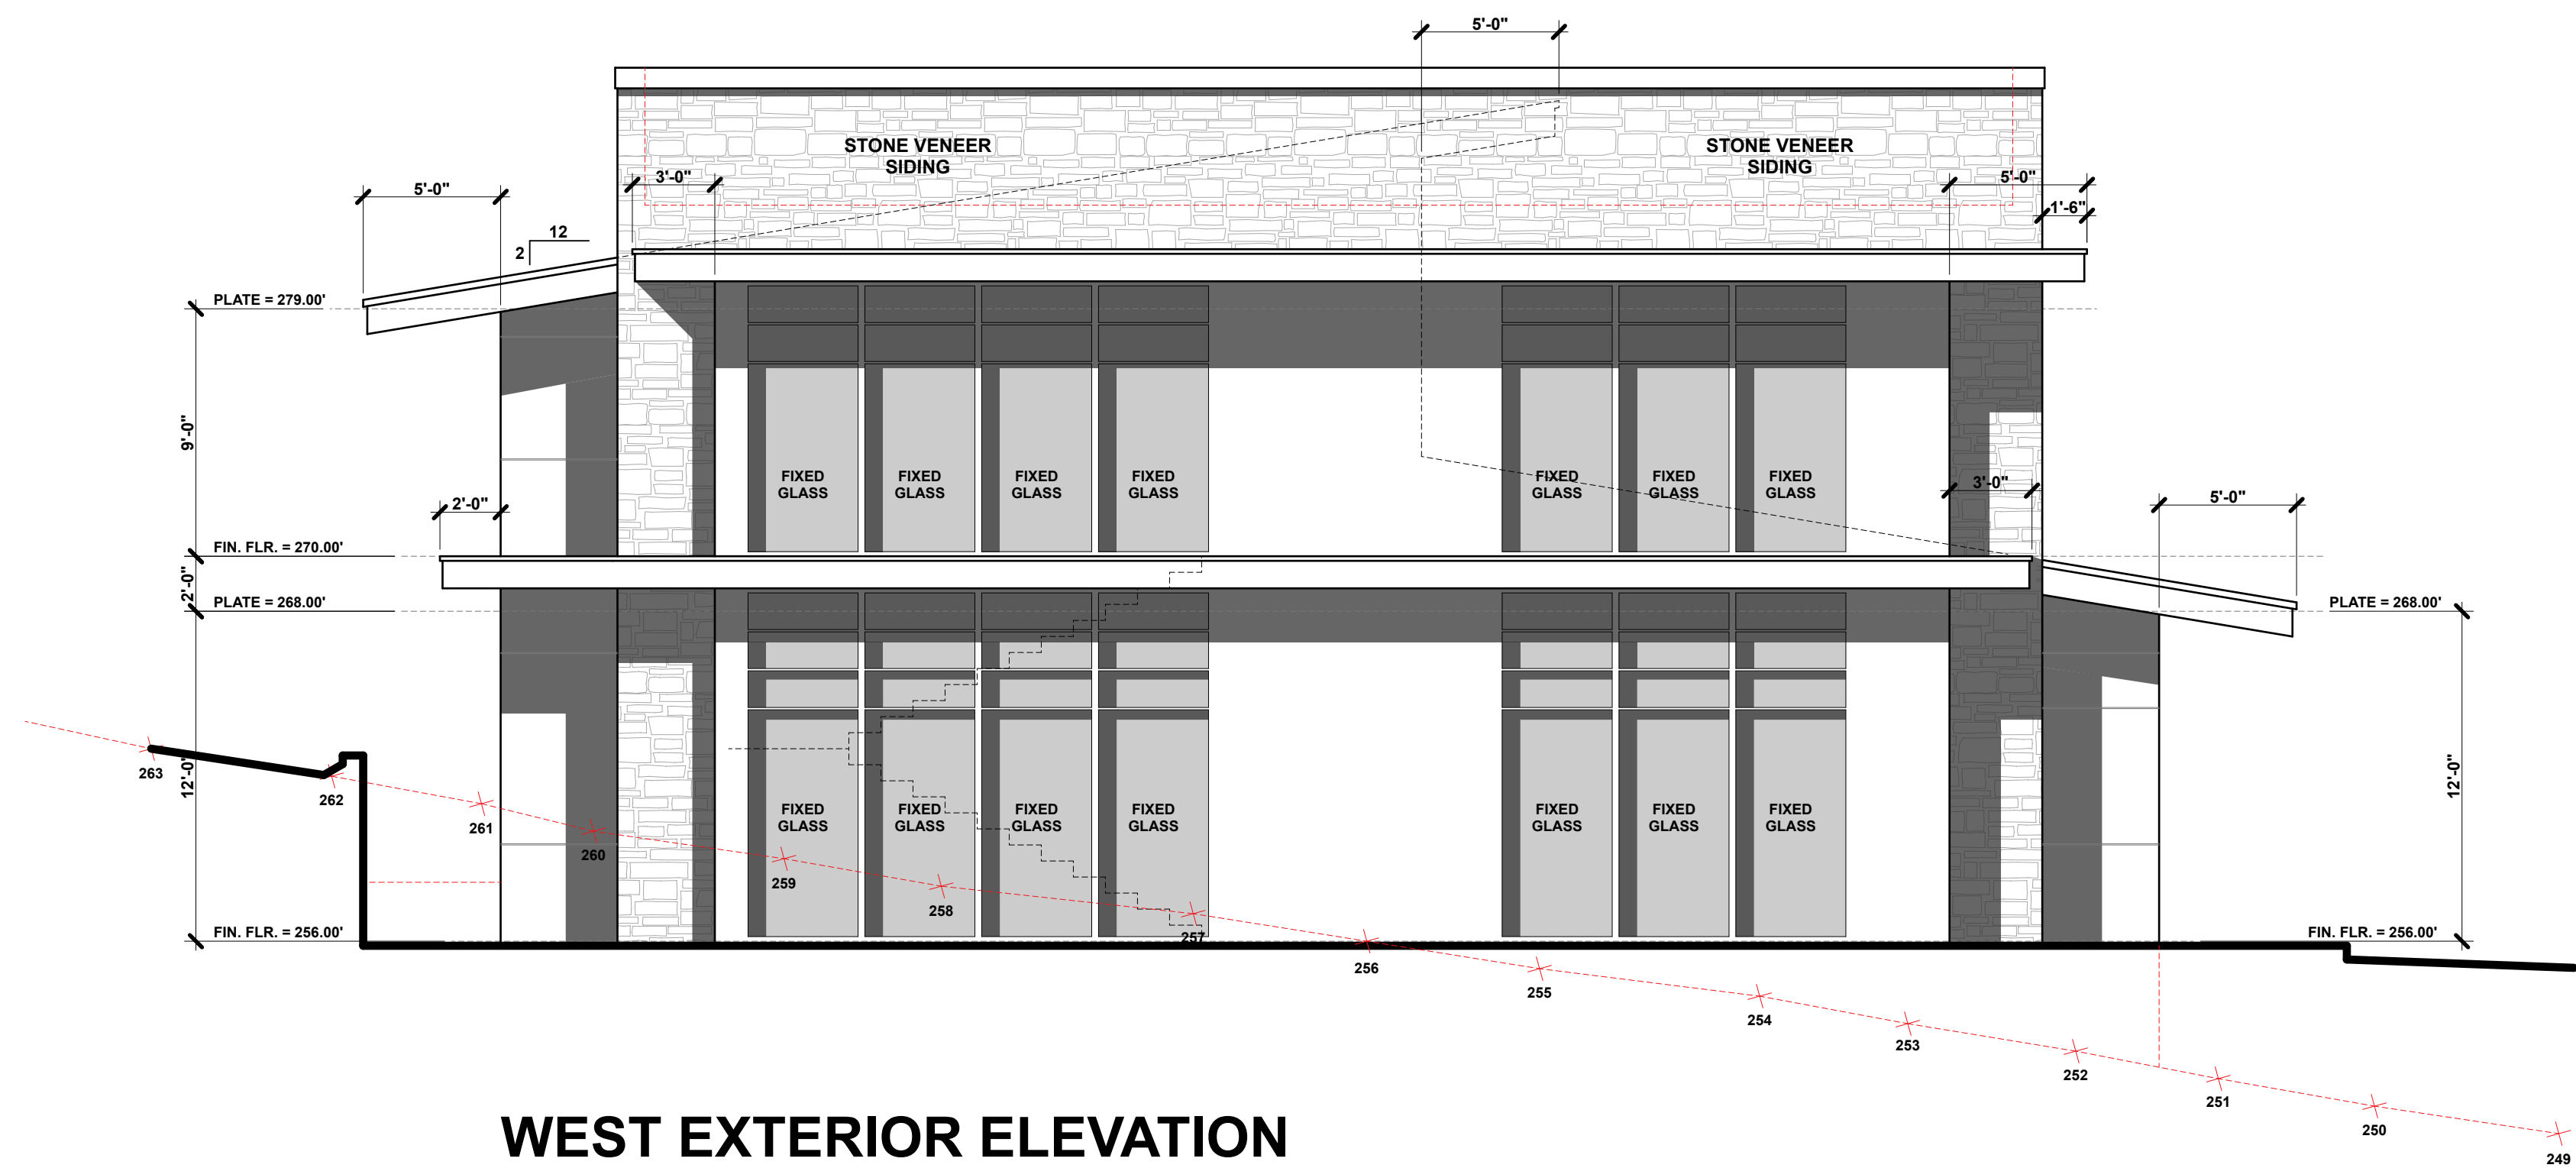 5'-0"
STONE VENEER
SIDING
STONE VENEER
SIDING
3'-0"
5'-0"
5'-0"
1'-6"
12
2
PLATE = 279.00'
9'-0"
FIXED
GLASS
FIXED
GLASS
FIXED
GLASS
FIXED
GLASS
FIXED
GLASS
FIXED
GLASS
FIXED
GLASS
3'-0"
5'-0"
2'-0"
FIN. FLR. = 270.00'
2'-0"
PLATE = 268.00'
PLATE = 268.00'
12'-0"
12'-0"
263
262
261
260
259
258
257
256
255
254
253
252
251
250
249
FIXED
GLASS
FIXED
GLASS
FIXED
GLASS
FIXED
GLASS
FIXED
GLASS
FIXED
GLASS
FIXED
GLASS
FIN. FLR. = 256.00'
FIN. FLR. = 256.00'
WEST EXTERIOR ELEVATION